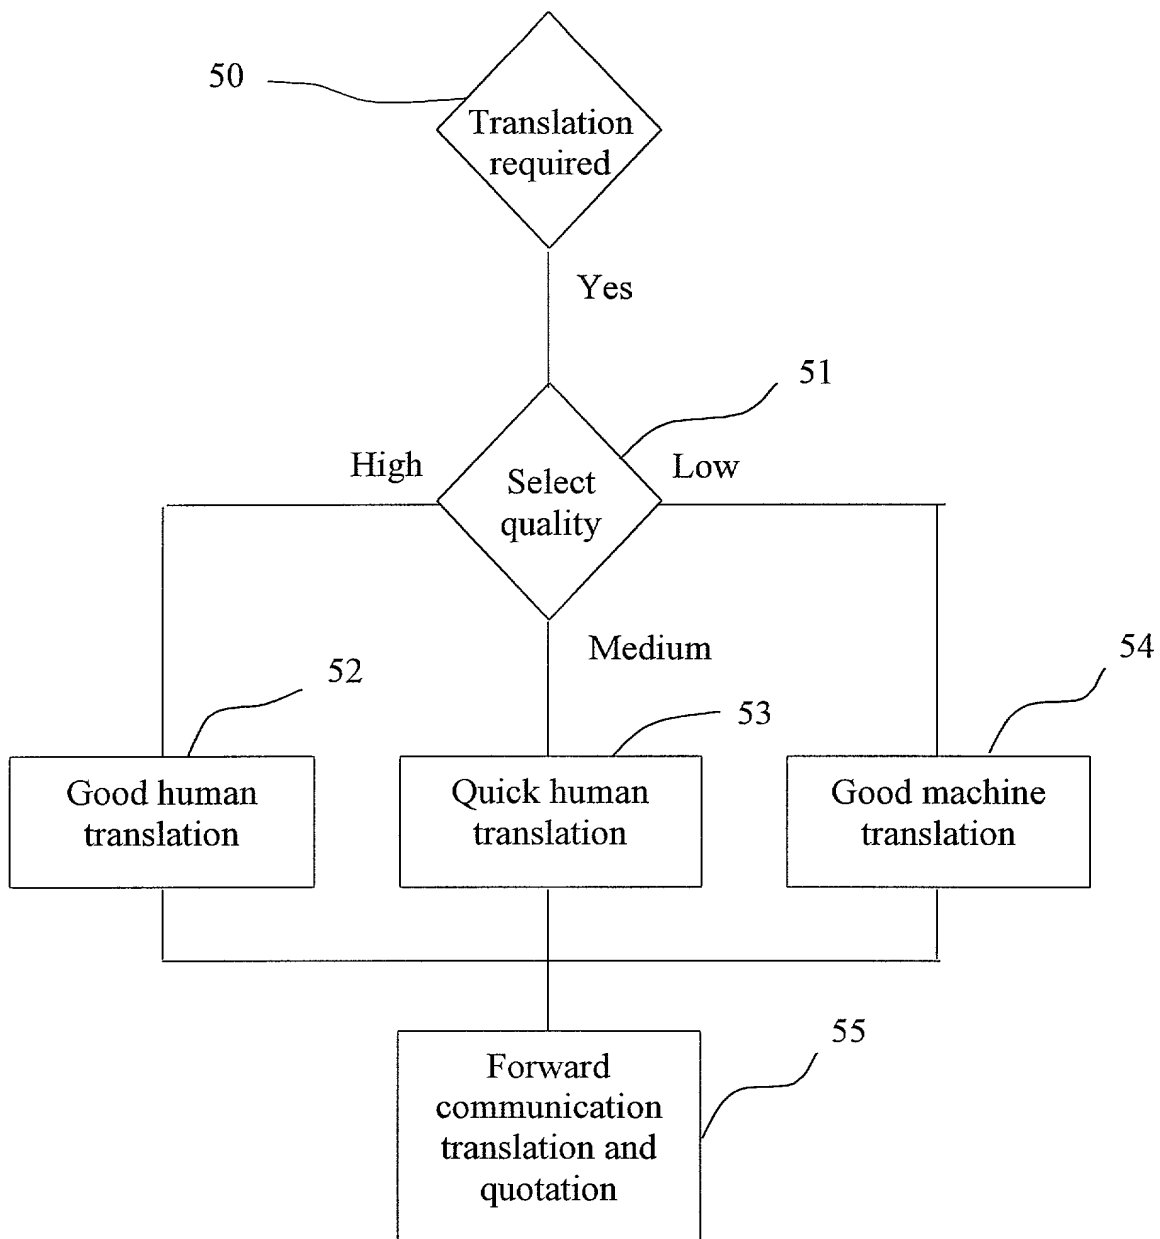 50
Translation
required
Yes
51
High
Low
Select
quality
Medium
52
53
54
Good human
translation
Quick human
translation
Good machine
translation
55
Forward
communication
translation and
quotation